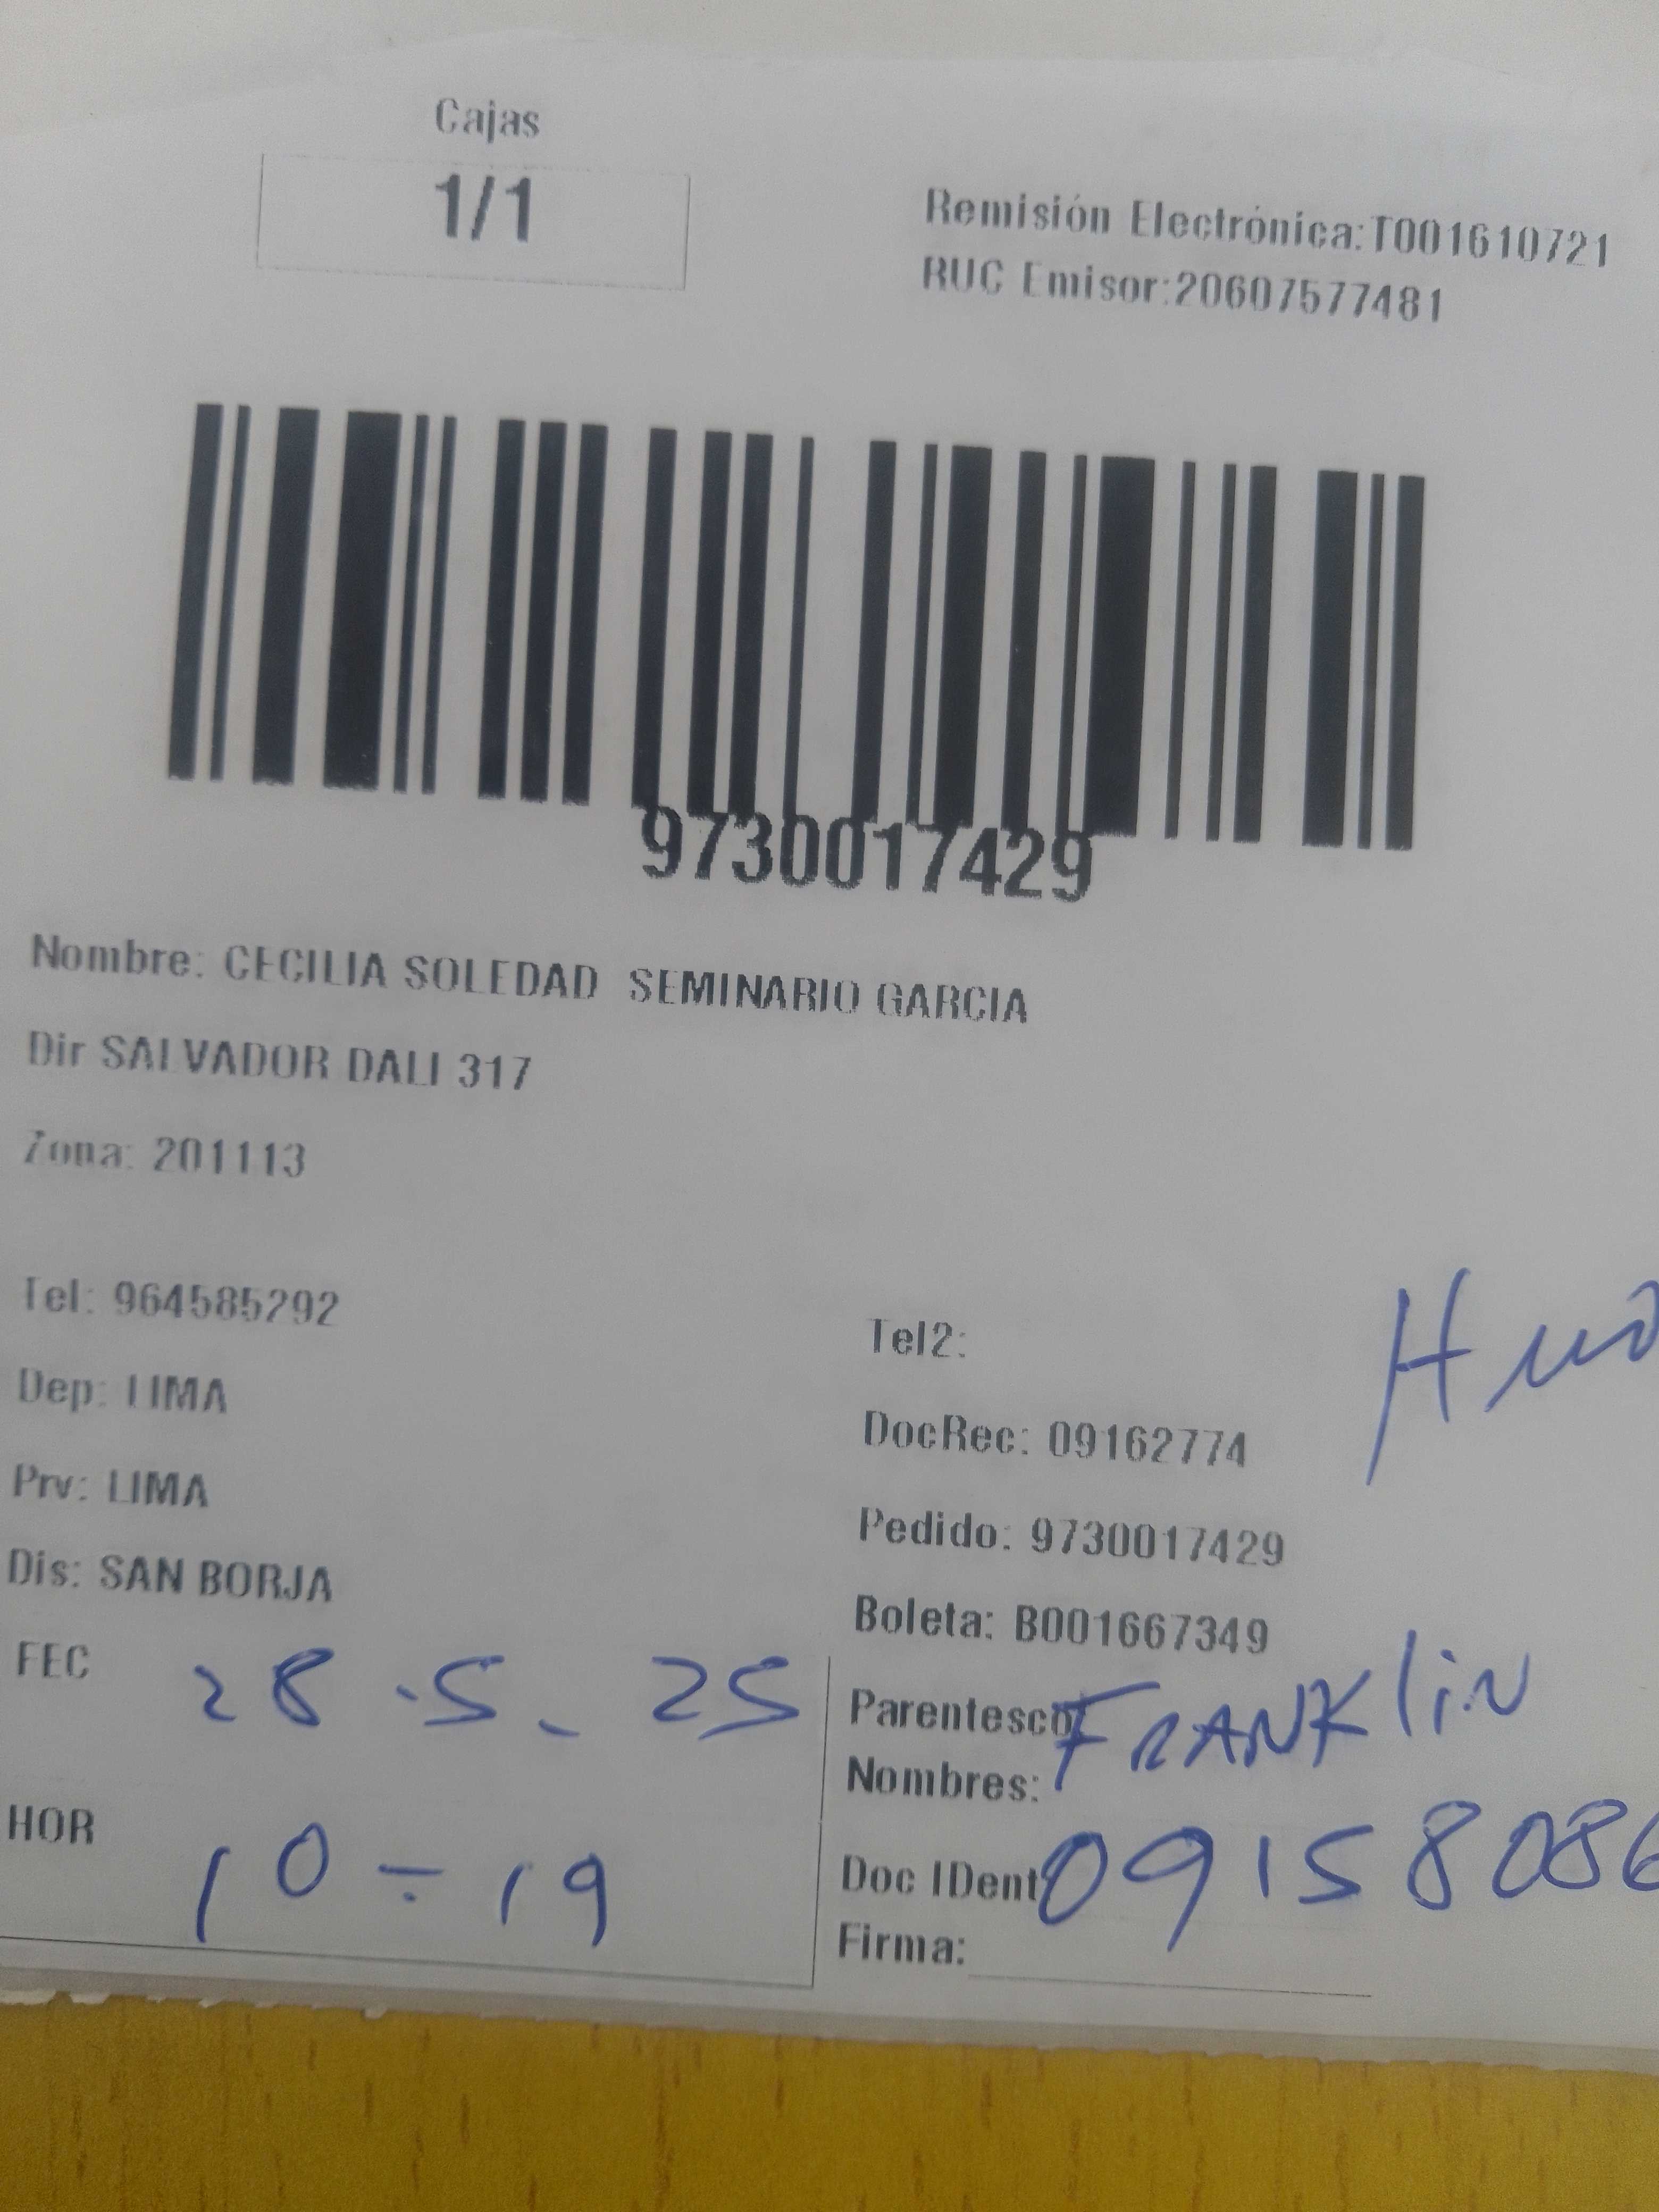 Cajas
1/1
Remisión Electrónica:T001610721
RUC Emisor:20607577481
9730017429
Nombre: CECILIA SOLEDAD SEMINARIO GARCIA
Dir SALVADOR DALI 317
Zona: 201113
Tel: 964585292
Tel2:
Dep: LIMA
DocRec: 09162774
Prv: LIMA
Pedido: 9730017429
Dis: SAN BORJA
Boleta: B001667349
FEC 28.5-25
Parentesco
Nombres: FRANKlIN
HOR 10-19
Doc IDent 09158086
Firma: